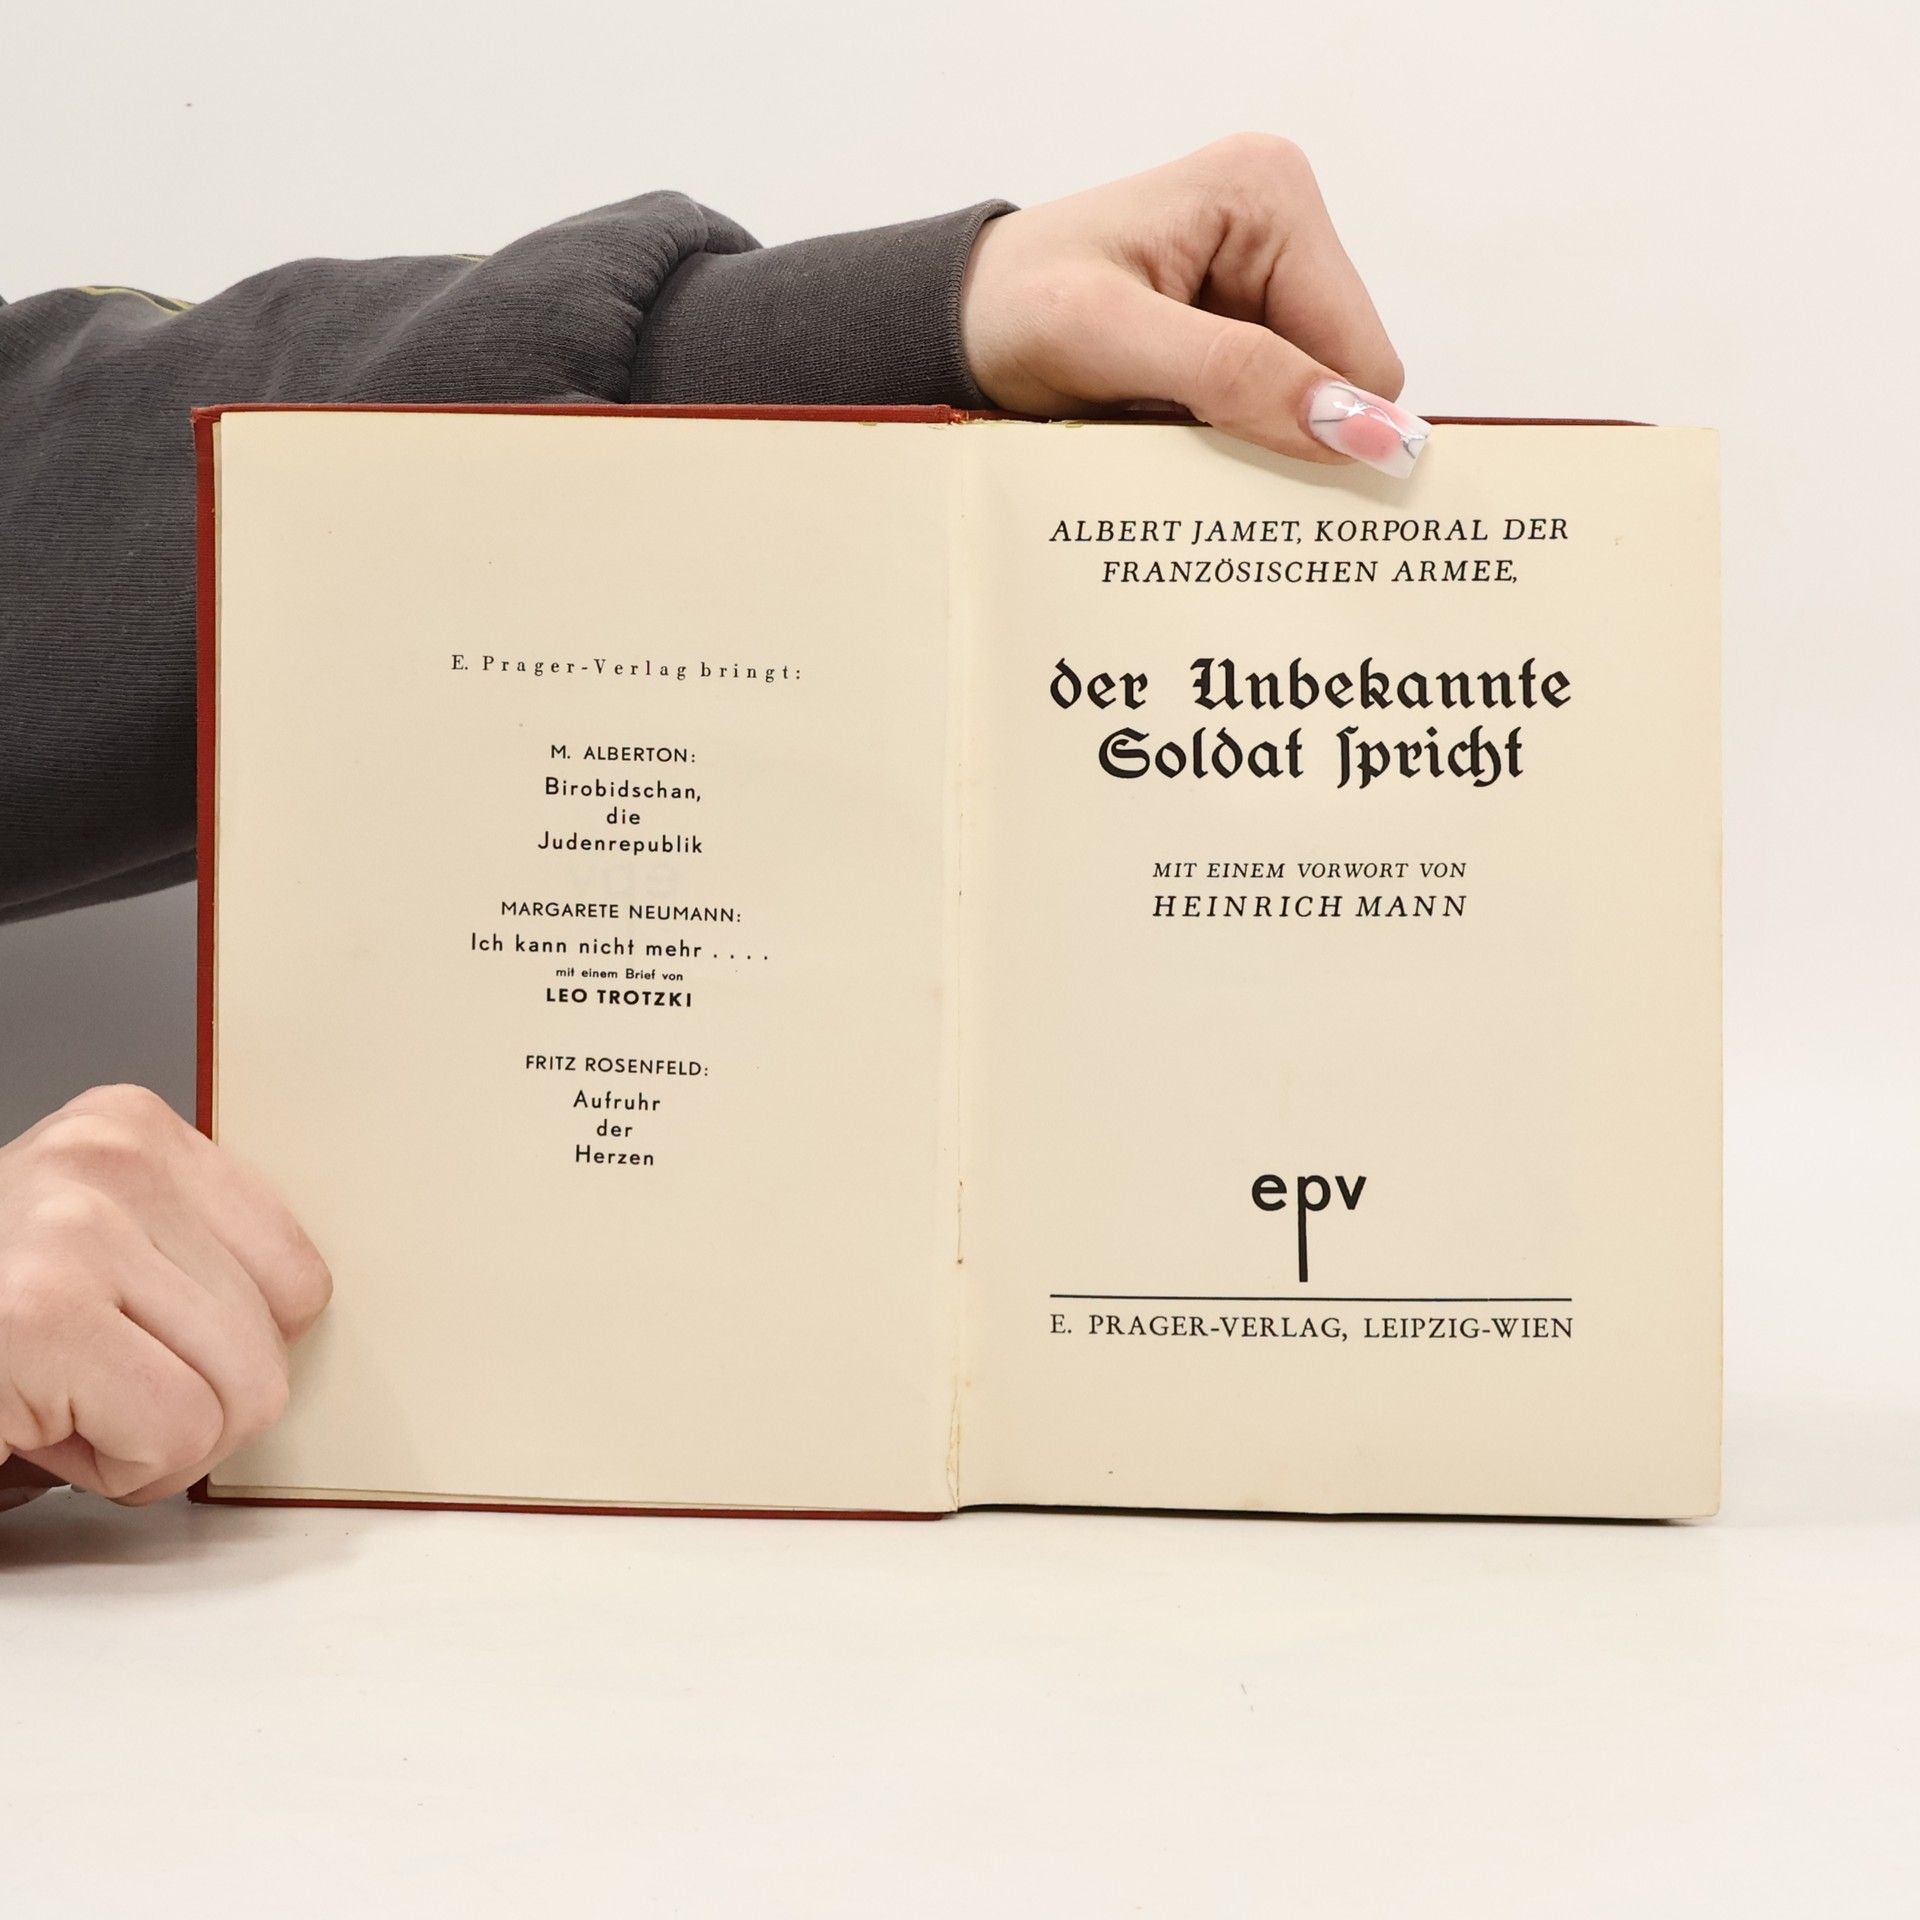 E. Prager-Verlag bringt:
M. ALBERTON:
Birobidschan,
die
Judenrepublik
MARGARETE NEUMANN:
Ich kann nicht mehr . . . .
mit einem Brief von
LEO TROTZKI
FRITZ ROSENFELD:
Aufruhr
der
Herzen
ALBERT JAMET, KORPORAL DER
FRANZÖSISCHEN ARMEE,
der Unbekannte
Soldat ſpricht
MIT EINEM VORWORT VON
HEINRICH MANN
epv
E. PRAGER-VERLAG, LEIPZIG-WIEN